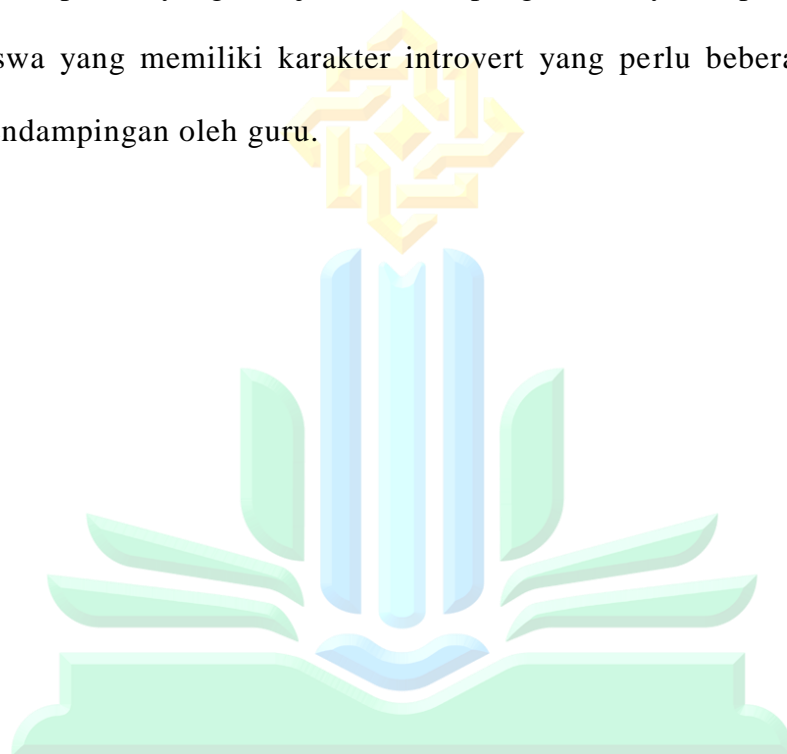 swa yang memiliki karakter introvert yang perlu bebera
ndampingan oleh guru.